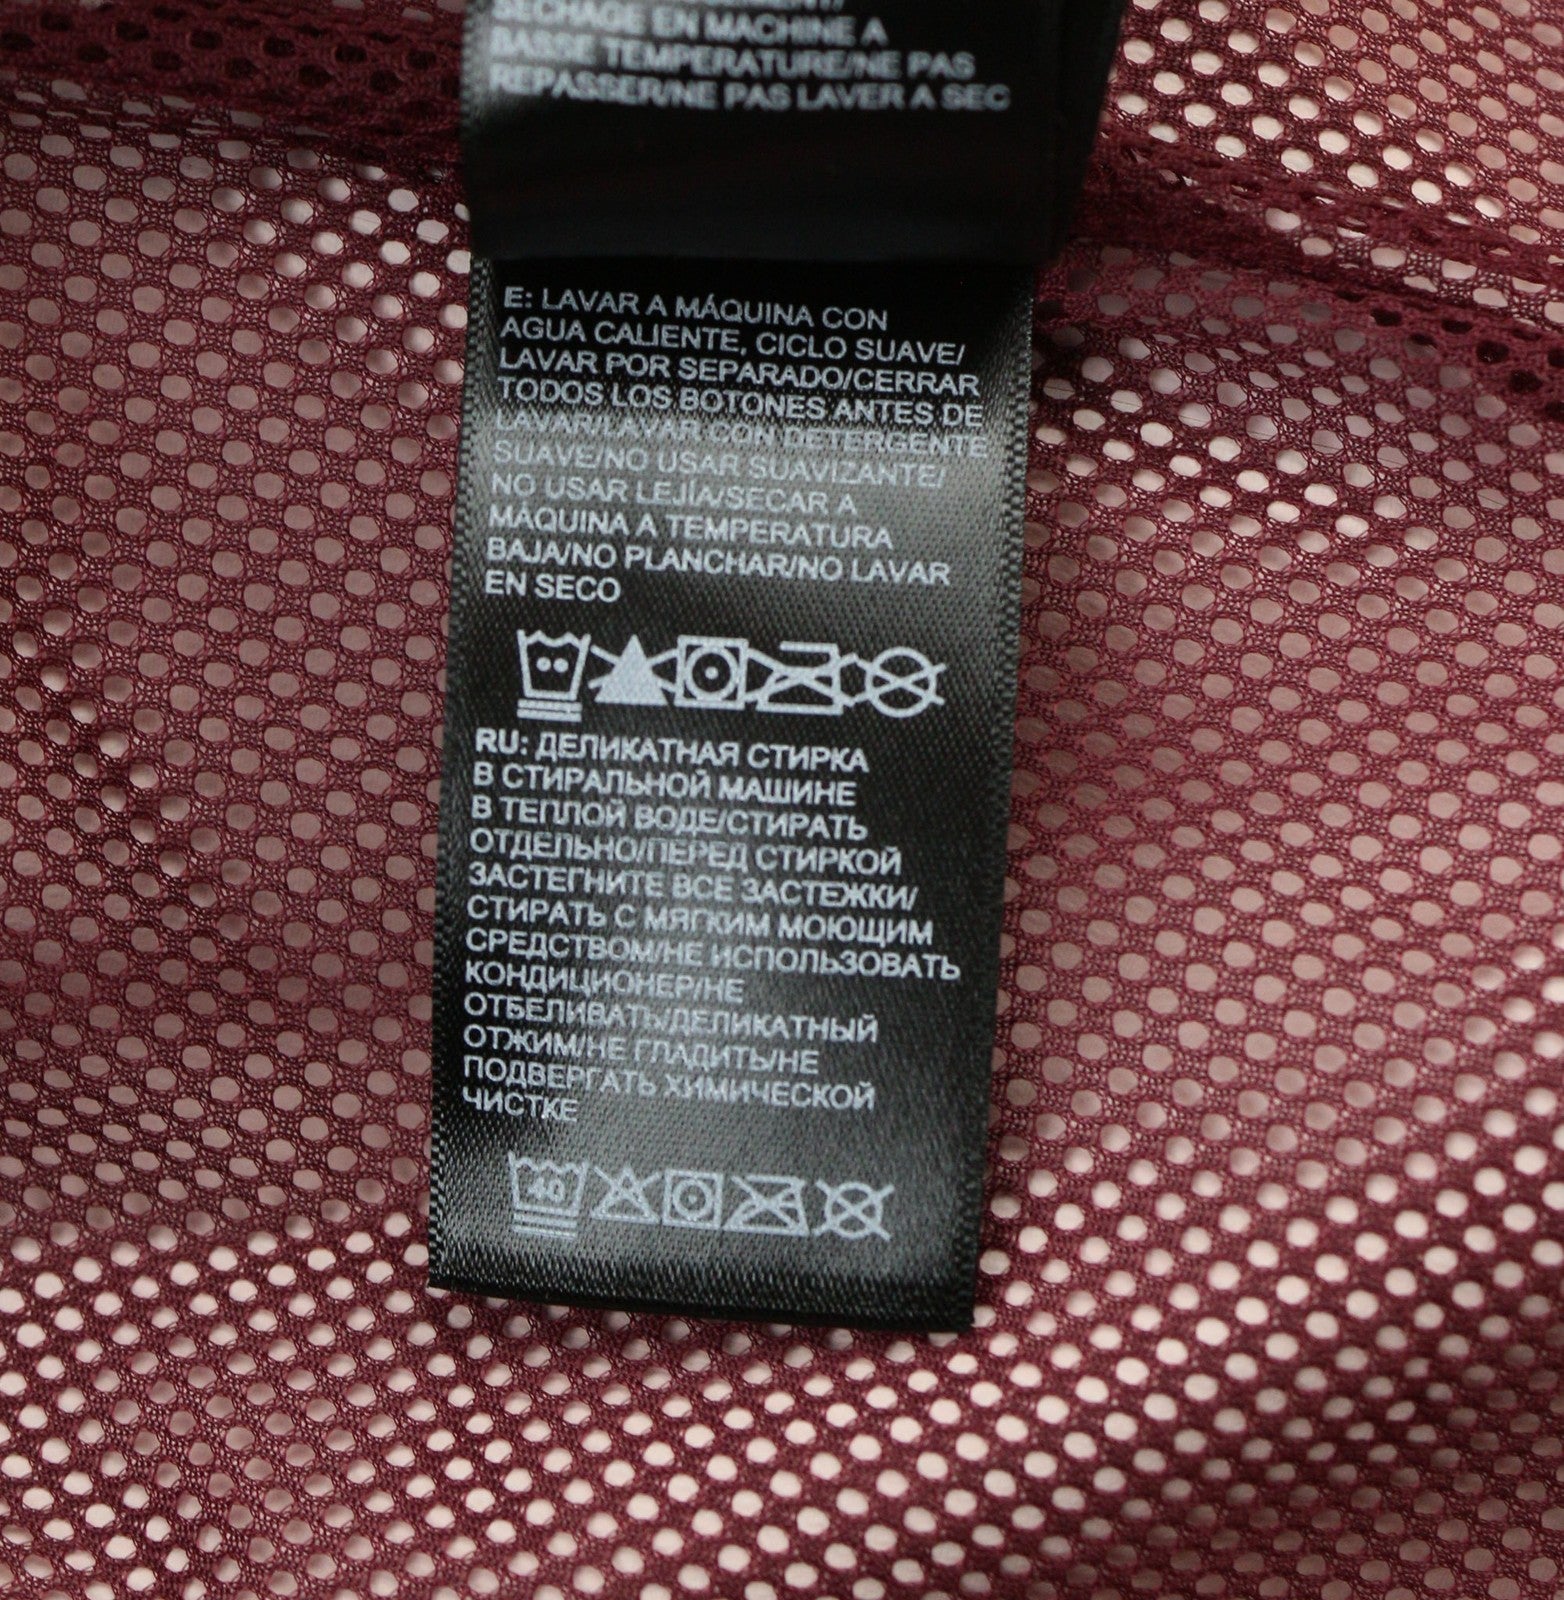 SÉCHAGE EN MACHINE A
BASSE TEMPERATURE/NE PAS
REPASSER/NE PAS LAVER A SEC
E: LAVAR A MÁQUINA CON
AGUA CALIENTE, CICLO SUAVE/
LAVAR POR SEPARADO/CERRAR
TODOS LOS BOTONES ANTES DE
LAVAR/LAVAR CON DETERGENTE
SUAVE/NO USAR SUAVIZANTE/
NO USAR LEJÍA/SECAR A
MÁQUINA A TEMPERATURA
BAJA/NO PLANCHAR/NO LAVAR
EN SECO
RU: ДЕЛИКАТНАЯ СТИРКА
В СТИРАЛЬНОЙ МАШИНЕ
В ТЕПЛОЙ ВОДЕ/СТИРАТЬ
ОТДЕЛЬНО/ПЕРЕД СТИРКОЙ
ЗАСТЕГНИТЕ ВСЕ ЗАСТЕЖКИ/
СТИРАТЬ С МЯГКИМ МОЮЩИМ
СРЕДСТВОМ/НЕ ИСПОЛЬЗОВАТЬ
КОНДИЦИОНЕР/НЕ
ОТБЕЛИВАТЬ/ДЕЛИКАТНЫЙ
ОТЖИМ/НЕ ГЛАДИТЬ/НЕ
ПОДВЕРГАТЬ ХИМИЧЕСКОЙ
ЧИСТКЕ
40